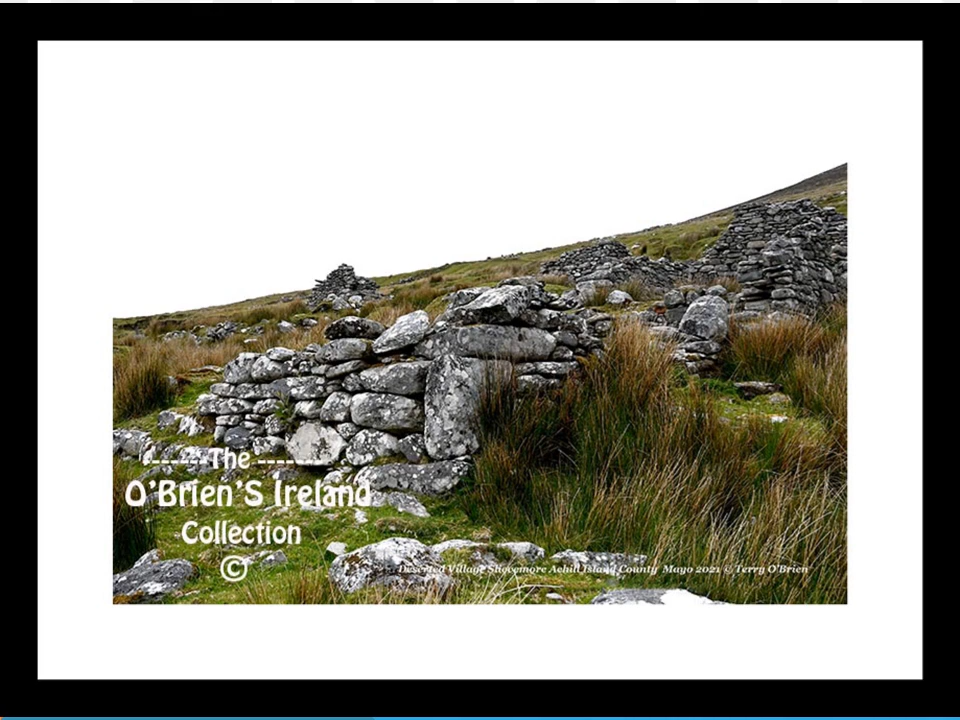 -------The -------
O'Brien'S Ireland
Collection
©
Deserted Village Slievemore Achill Island County Mayo 2021 © Terry O'Brien